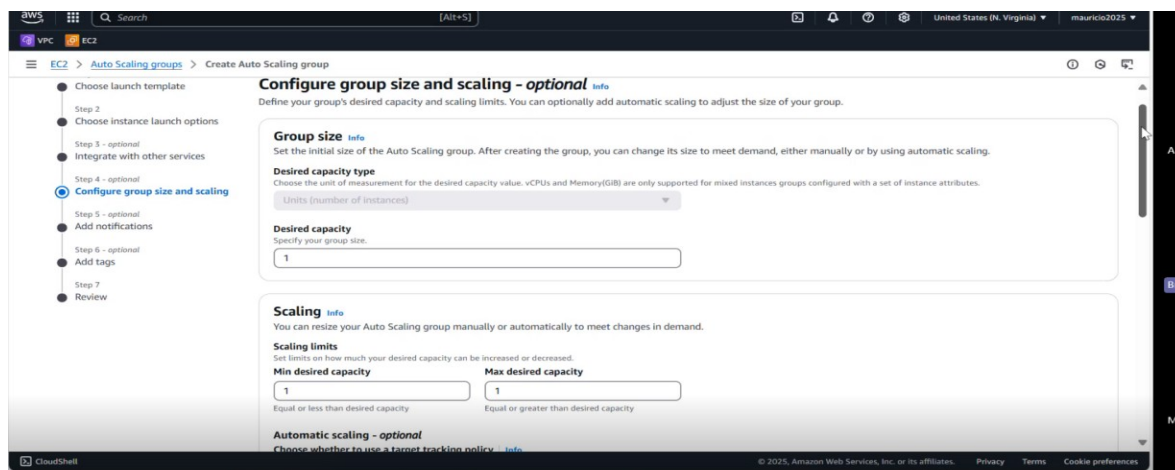 aws
Search
[Alt+S]
United States (N. Virginia)
mauricio2025
VPC
EC2
EC2 > Auto Scaling groups > Create Auto Scaling group
Choose launch template
Step 2
Choose instance launch options
Step 3 - optional
Integrate with other services
Step 4 - optional
Configure group size and scaling
Step 5 - optional
Add notifications
Step 6 - optional
Add tags
Step 7
Review
Configure group size and scaling - optional Info
Define your group's desired capacity and scaling limits. You can optionally add automatic scaling to adjust the size of your group.
Group size Info
Set the initial size of the Auto Scaling group. After creating the group, you can change its size to meet demand, either manually or by using automatic scaling.
Desired capacity type
Choose the unit of measurement for the desired capacity value. vCPUs and Memory(GiB) are only supported for mixed instances groups configured with a set of instance attributes.
Units (number of instances)
Desired capacity
Specify your group size.
1
Scaling Info
You can resize your Auto Scaling group manually or automatically to meet changes in demand.
Scaling limits
Set limits on how much your desired capacity can be increased or decreased.
Min desired capacity
1
Equal or less than desired capacity
Max desired capacity
1
Equal or greater than desired capacity
Automatic scaling - optional
Choose whether to use a target tracking policy Info
CloudShell
© 2025, Amazon Web Services, Inc. or its affiliates.
Privacy
Terms
Cookie preferences
A
B
M